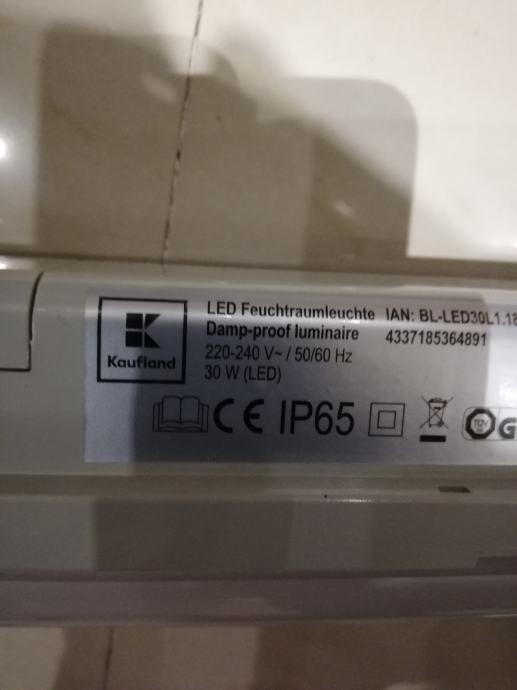 Kaufland
LED Feuchtraumleuchte
Damp-proof luminaire
220-240 V~ / 50/60 Hz
30 W (LED)
IAN: BL-LED30L1.18
4337185364891
CE IP65
TÜV
G